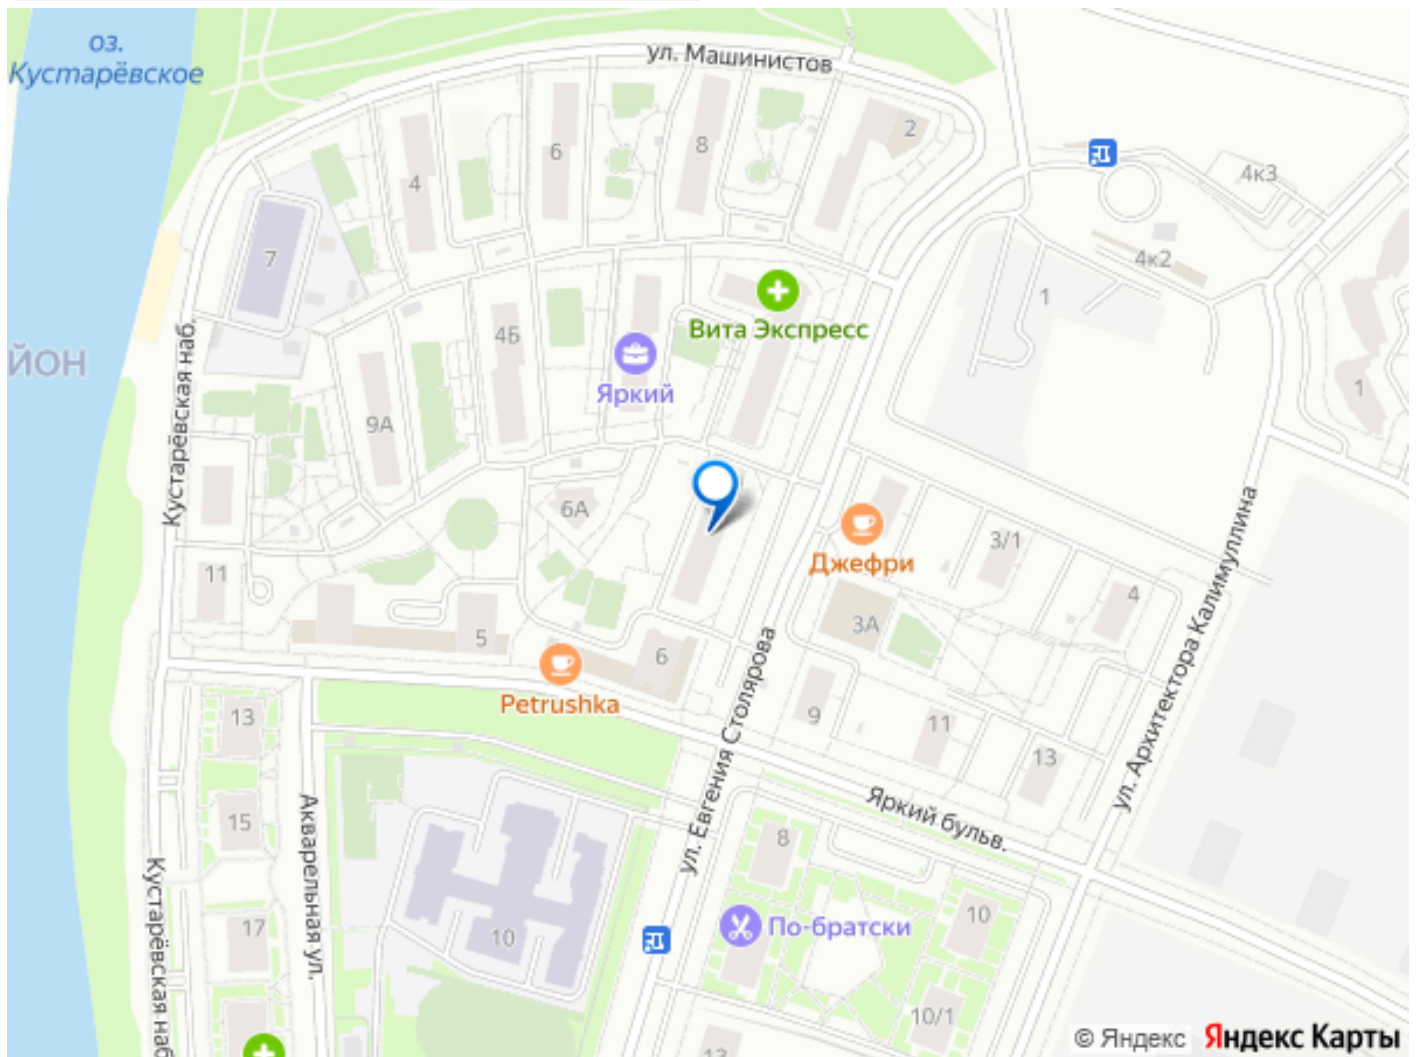 оз.
Кустарёвское
ул. Машинистов
2
6
8
4
4к3
7
4к2
1
Вита Экспресс
4Б
ЙОН
Яркий
1
9А
Кустарёвская наб.
6А
Джефри
3/1
11
4
3А
5
6
ул. Евгения Столярова
ул. Архитектора Калимуллина
Petrushka
13
9
11
13
Яркий бульв.
15
Акварельная ул.
8
Кустарёвская наб
17
10
По-братски
10
10/1
13
© Яндекс Яндекс Карты